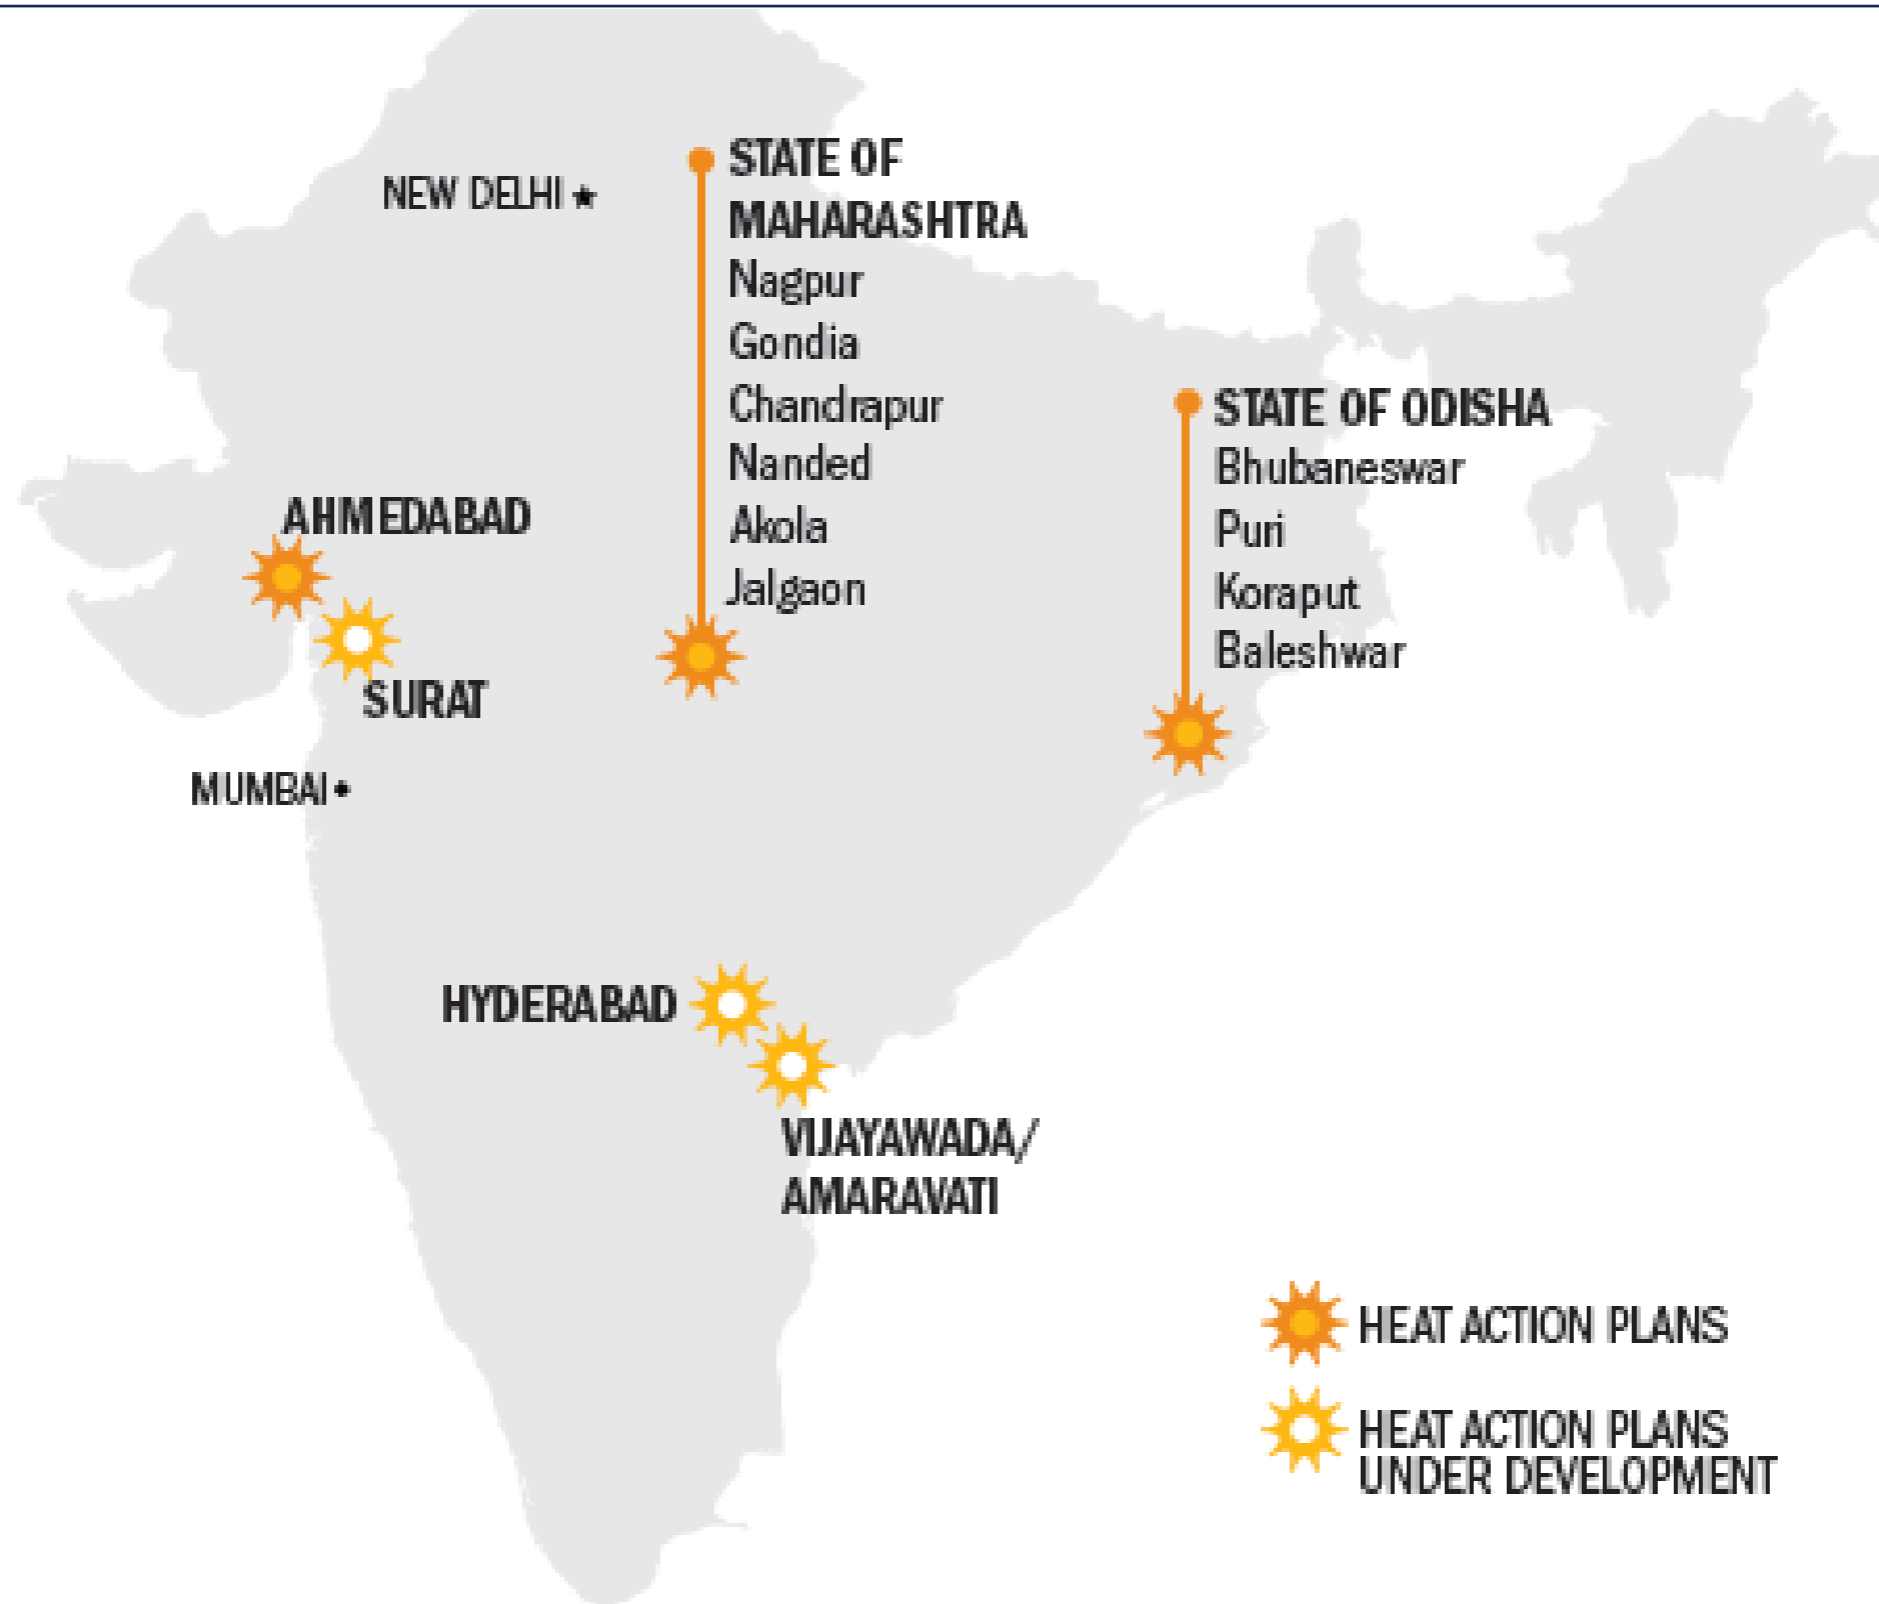 NEW DELHI
STATE OF
MAHARASHTRA
Nagpur
Gondia
Chandrapur
Nanded
Akola
Jalgaon
STATE OF ODISHA
Bhubaneswar
Puri
Koraput
Baleshwar
AHMEDABAD
SURAT
MUMBAI
HYDERABAD
VIJAYAWADA/
AMARAVATI
HEAT ACTION PLANS
HEAT ACTION PLANS
UNDER DEVELOPMENT